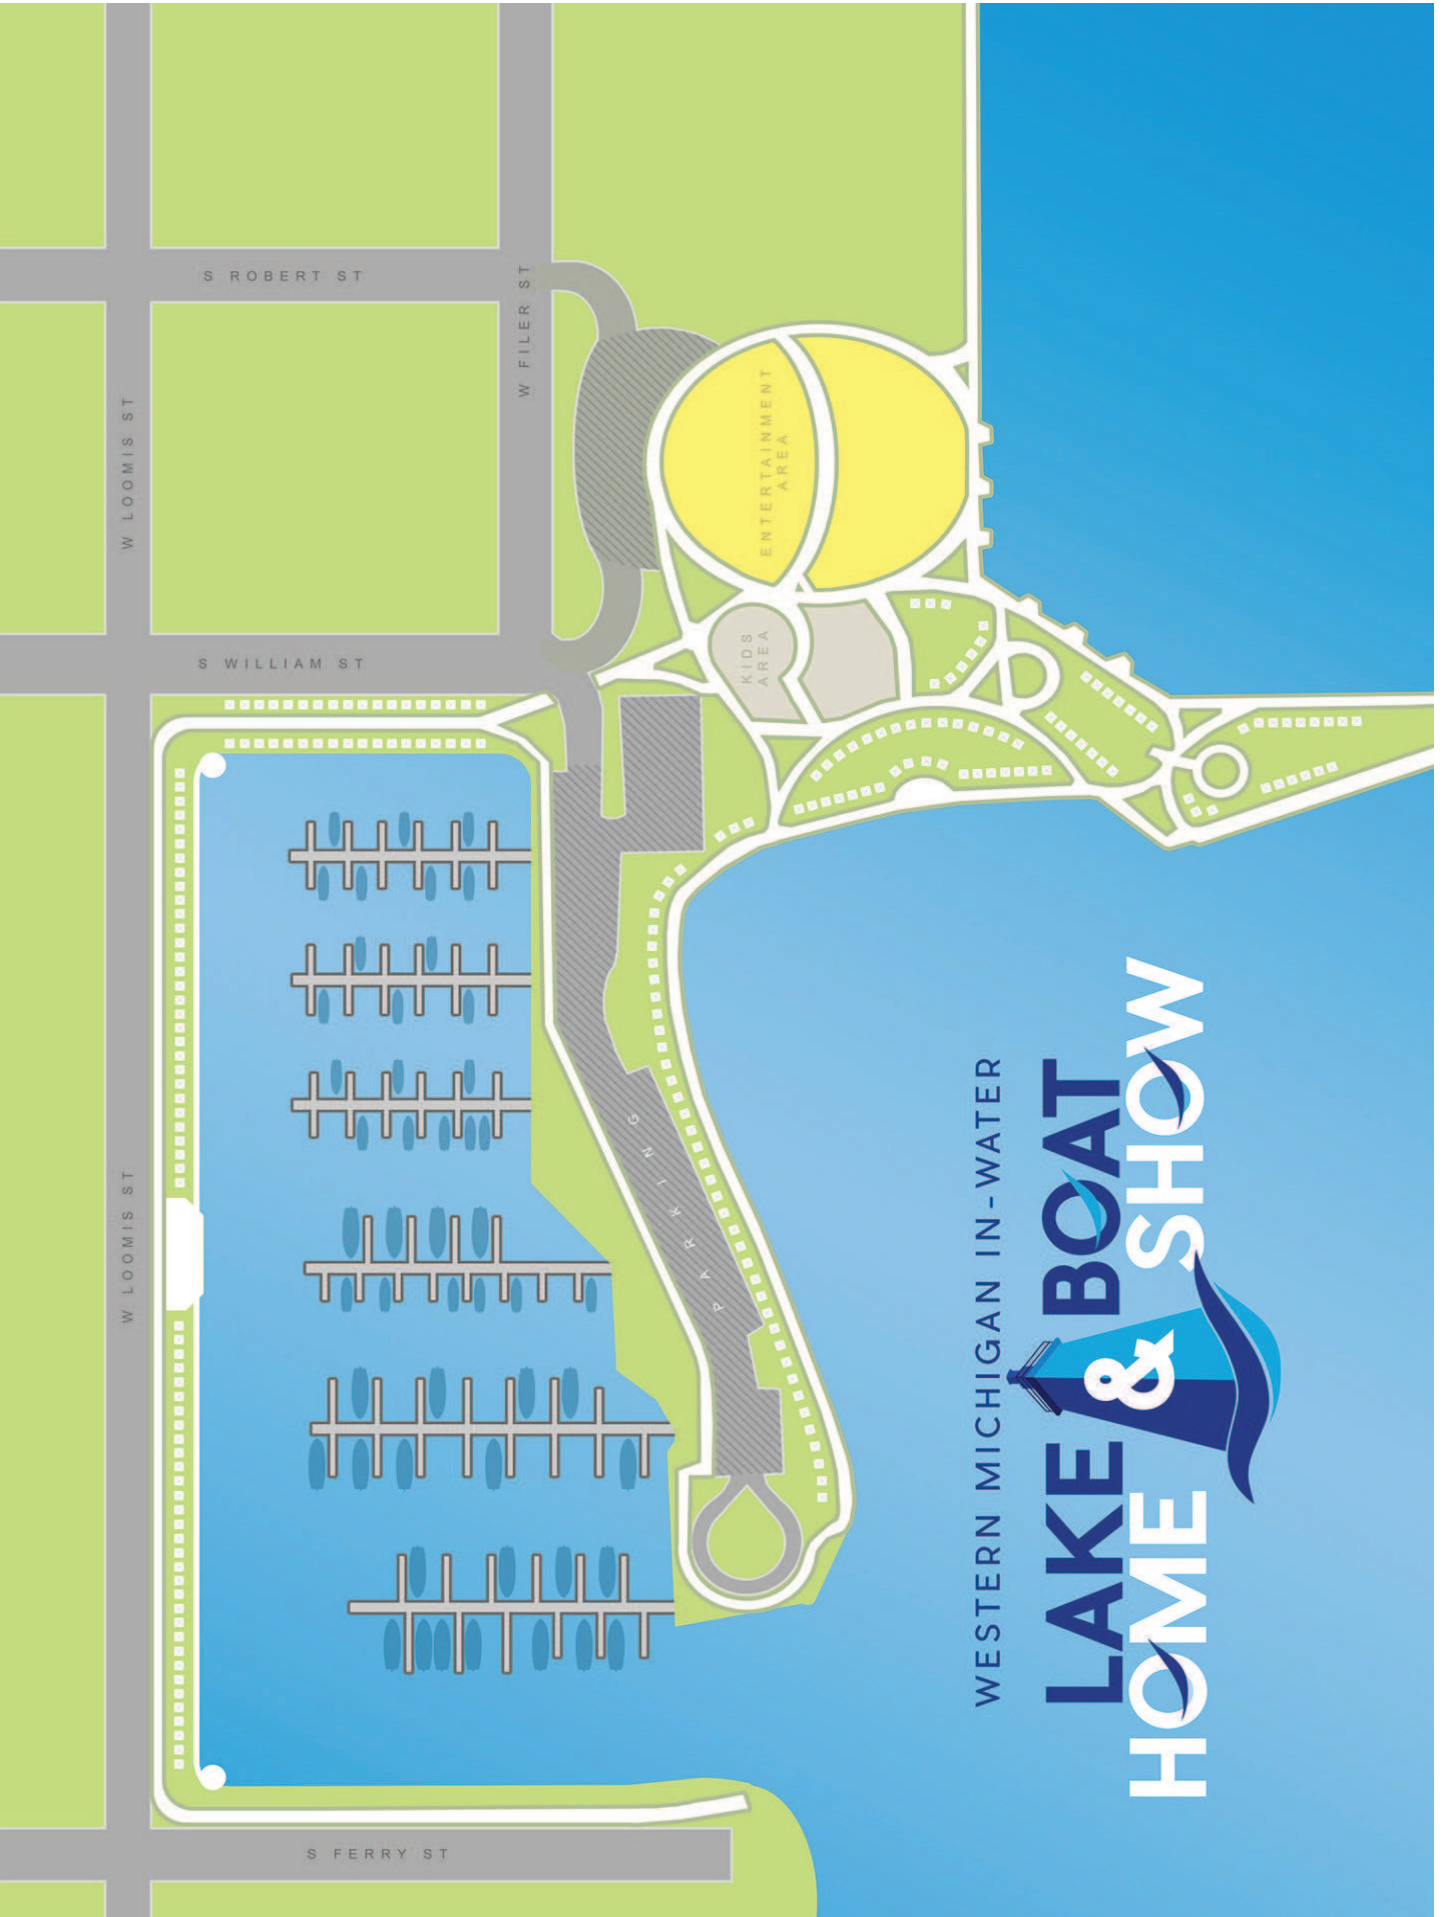 S ROBERT ST
W FILER ST
W LOOMIS ST
ENTERTAINMENT
AREA
S WILLIAM ST
KIDS
AREA
PARKING
W LOOMIS ST
WESTERN MICHIGAN IN-WATER
LAKE & BOAT
HOME SHOW
S FERRY ST